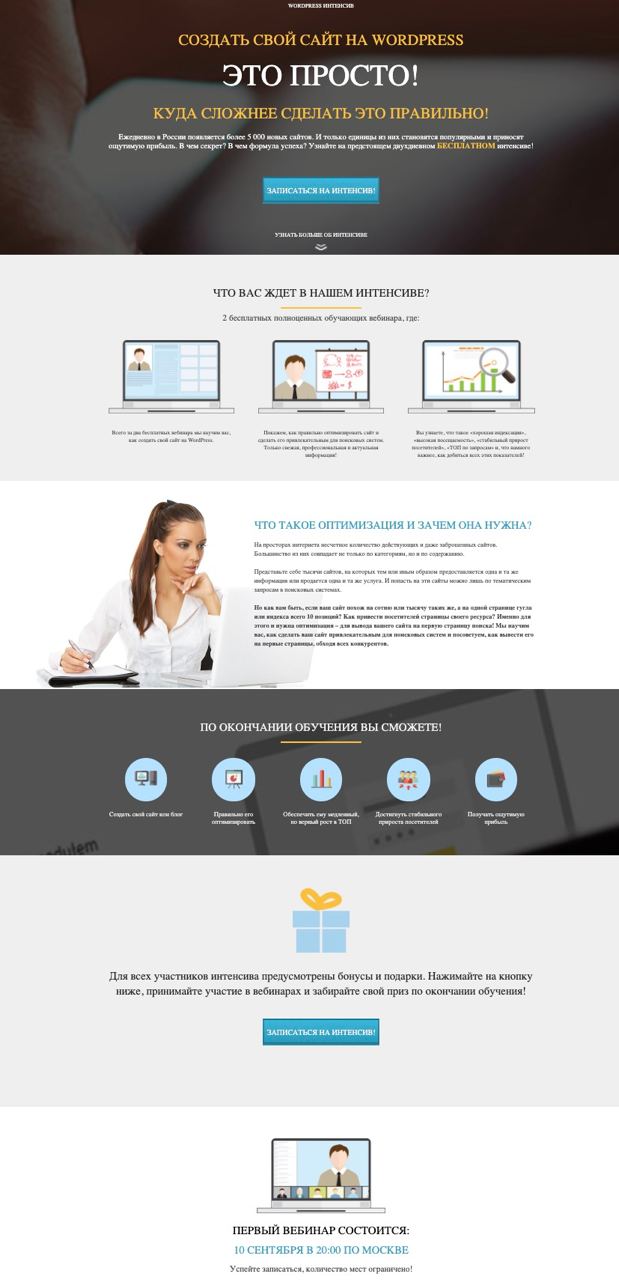 WORDPRESS ИНТЕНСИВ
СОЗДАТЬ СВОЙ САЙТ НА WORDPRESS
ЭТО ПРОСТО!
КУДА СЛОЖНЕЕ СДЕЛАТЬ ЭТО ПРАВИЛЬНО!
Ежедневно в России появляется более 5 000 новых сайтов. И только единицы из них становятся популярными и приносят
ощутимую прибыль. В чем секрет? В чем формула успеха? Узнайте на предстоящем двухдневном БЕСПЛАТНОМ интенсиве!
ЗАПИСАТЬСЯ НА ИНТЕНСИВ!
УЗНАТЬ БОЛЬШЕ ОБ ИНТЕНСИВЕ
ЧТО ВАС ЖДЕТ В НАШЕМ ИНТЕНСИВЕ?
2 бесплатных полноценных обучающих вебинара, где:
Всего за два бесплатных вебинара мы научим вас,
как создать свой сайт на WordPress.
Покажем, как правильно оптимизировать сайт и
сделать его привлекательным для поисковых систем.
Только свежая, профессиональная и актуальная
информация!
Вы узнаете, что такое «хорошая индексация»,
«высокая посещаемость», «стабильный прирост
посетителей», «ТОП по запросам» и, что намного
важнее, как добиться всех этих показателей!
ЧТО ТАКОЕ ОПТИМИЗАЦИЯ И ЗАЧЕМ ОНА НУЖНА?
На просторах интернета несчетное количество действующих и даже заброшенных сайтов.
Большинство из них совпадает не только по категориям, но и по содержанию.
Представьте себе тысячи сайтов, на которых тем или иным образом предоставляется одна и та же
информация или продается одна и та же услуга. И попасть на эти сайты можно лишь по тематическим
запросам в поисковых системах.
Но как вам быть, если ваш сайт похож на сотню или тысячу таких же, а на одной странице гугла
или яндекса всего 10 позиций? Как привести посетителей страницы своего ресурса? Именно для
этого и нужна оптимизация – для вывода вашего сайта на первую страницу поиска! Мы научим
вас, как сделать ваш сайт привлекательным для поисковых систем и посоветуем, как вывести его
на первые страницы, обходя всех конкурентов.
ПО ОКОНЧАНИИ ОБУЧЕНИЯ ВЫ СМОЖЕТЕ!
Создать свой сайт или блог
Правильно его
оптимизировать
Обеспечить ему медленный,
но верный рост в ТОП
Достигнуть стабильного
прироста посетителей
Получать ощутимую
прибыль
Для всех участников интенсива предусмотрены бонусы и подарки. Нажимайте на кнопку
ниже, принимайте участие в вебинарах и забирайте свой приз по окончании обучения!
ЗАПИСАТЬСЯ НА ИНТЕНСИВ!
ПЕРВЫЙ ВЕБИНАР СОСТОИТСЯ:
10 СЕНТЯБРЯ В 20:00 ПО МОСКВЕ
Успейте записаться, количество мест ограничено!